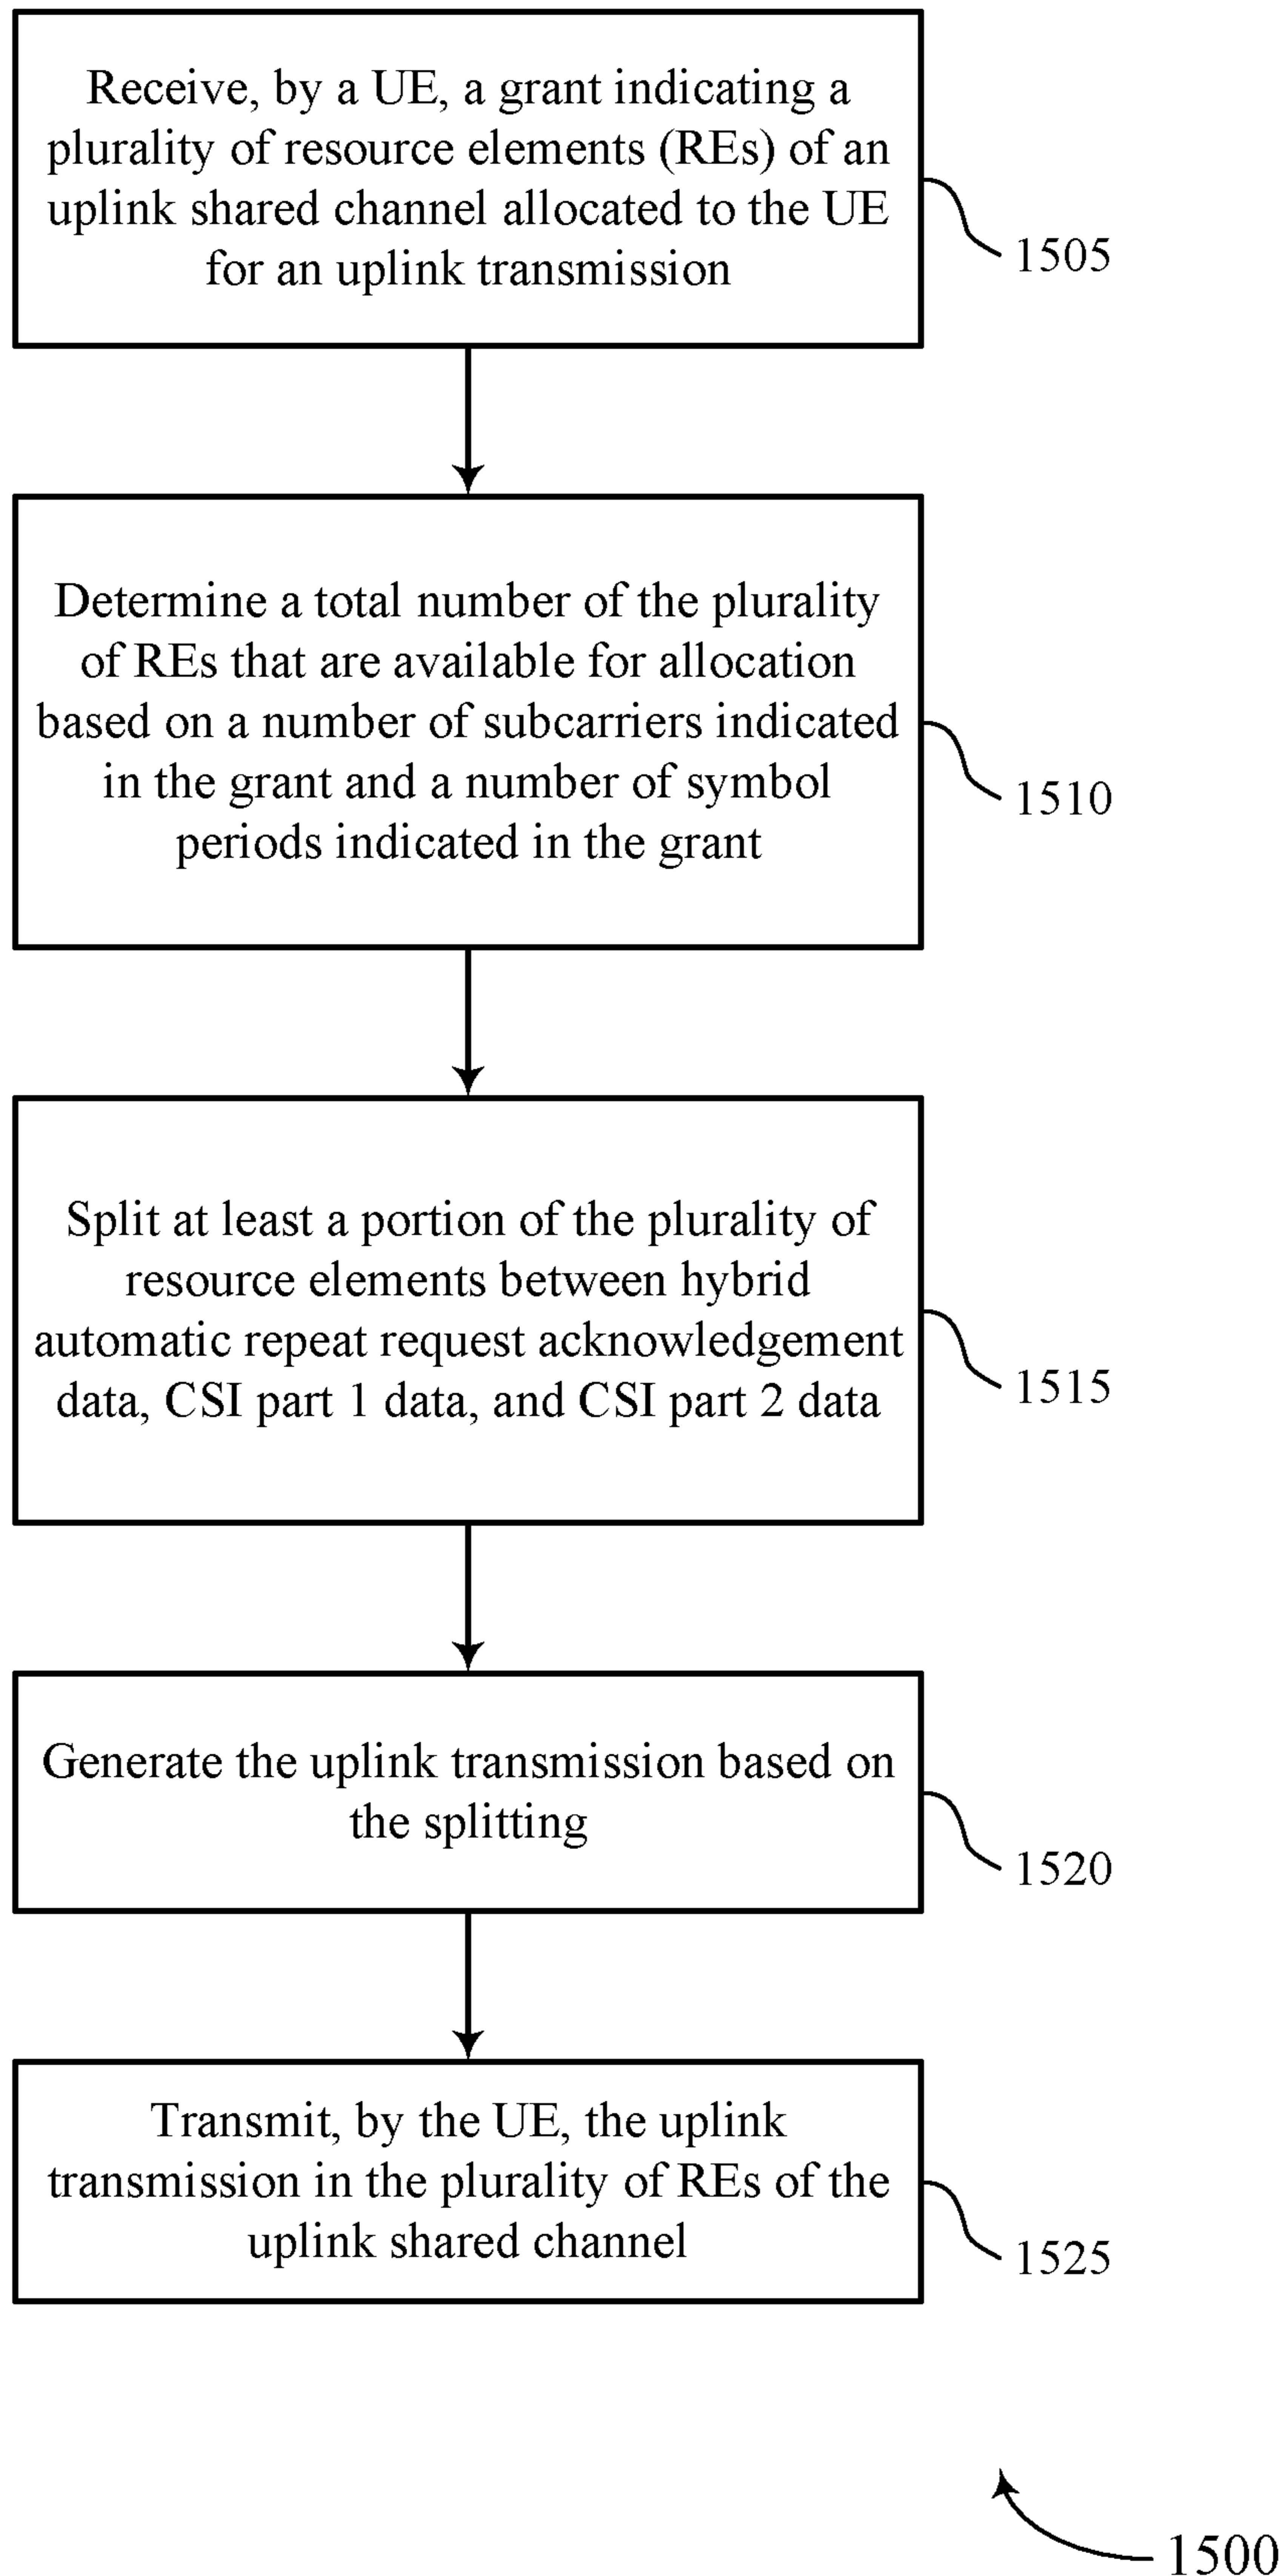 Receive, by a UE, a grant indicating a
plurality of resource elements (REs) of an
uplink shared channel allocated to the UE
for an uplink transmission
1505
Determine a total number of the plurality
of REs that are available for allocation
based on a number of subcarriers indicated
in the grant and a number of symbol
periods indicated in the grant
1510
Split at least a portion of the plurality of
resource elements between hybrid
automatic repeat request acknowledgement
data, CSI part 1 data, and CSI part 2 data
1515
Generate the uplink transmission based on
the splitting
1520
Transmit, by the UE, the uplink
transmission in the plurality of REs of the
uplink shared channel
1525
1500